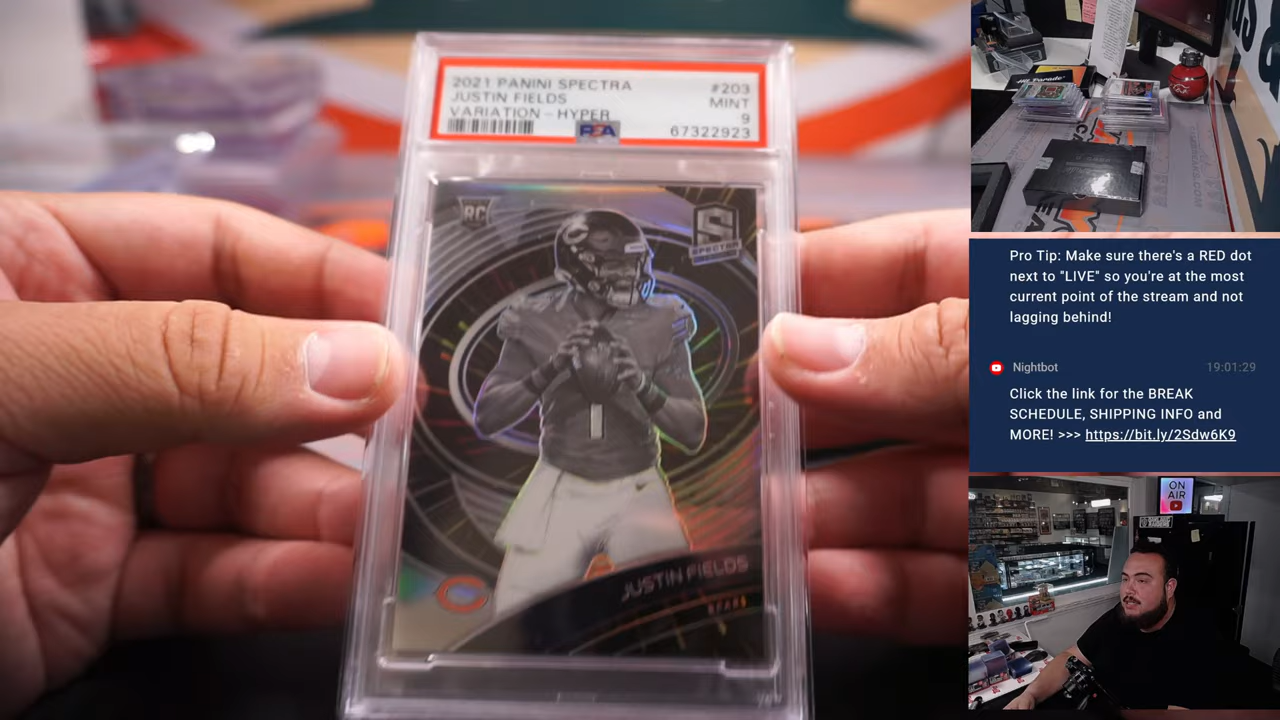 2021 PANINI SPECTRA #203
JUSTIN FIELDS MINT
VARIATION - HYPER 9
PSA 67322923
RC
S
SPECTRA
1
JUSTIN FIELDS
BEARS
Pro Tip: Make sure there's a RED dot
next to "LIVE" so you're at the most
current point of the stream and not
lagging behind!
Nightbot 19:01:29
Click the link for the BREAK
SCHEDULE, SHIPPING INFO and
MORE! >>> https://bit.ly/2Sdw6K9
ON
AIR